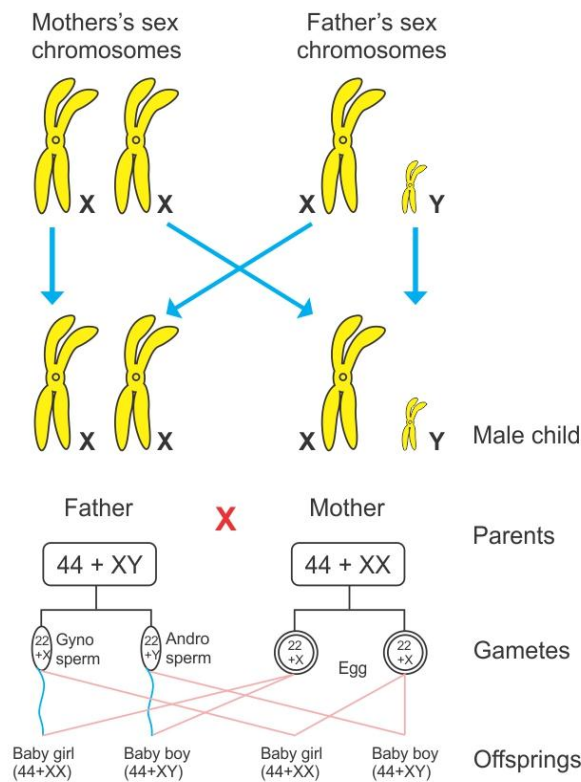 Mothers's sex
chromosomes
Father's sex
chromosomes
X
X
X
Y
X
X
X
Y
Male child
Father
X
Mother
Parents
44 + XY
44 + XX
22
+X
Gyno
sperm
22
+Y
Andro
sperm
22
+X
Egg
22
+X
Gametes
Baby girl
(44+XX)
Baby boy
(44+XY)
Baby girl
(44+XX)
Baby boy
(44+XY)
Offsprings